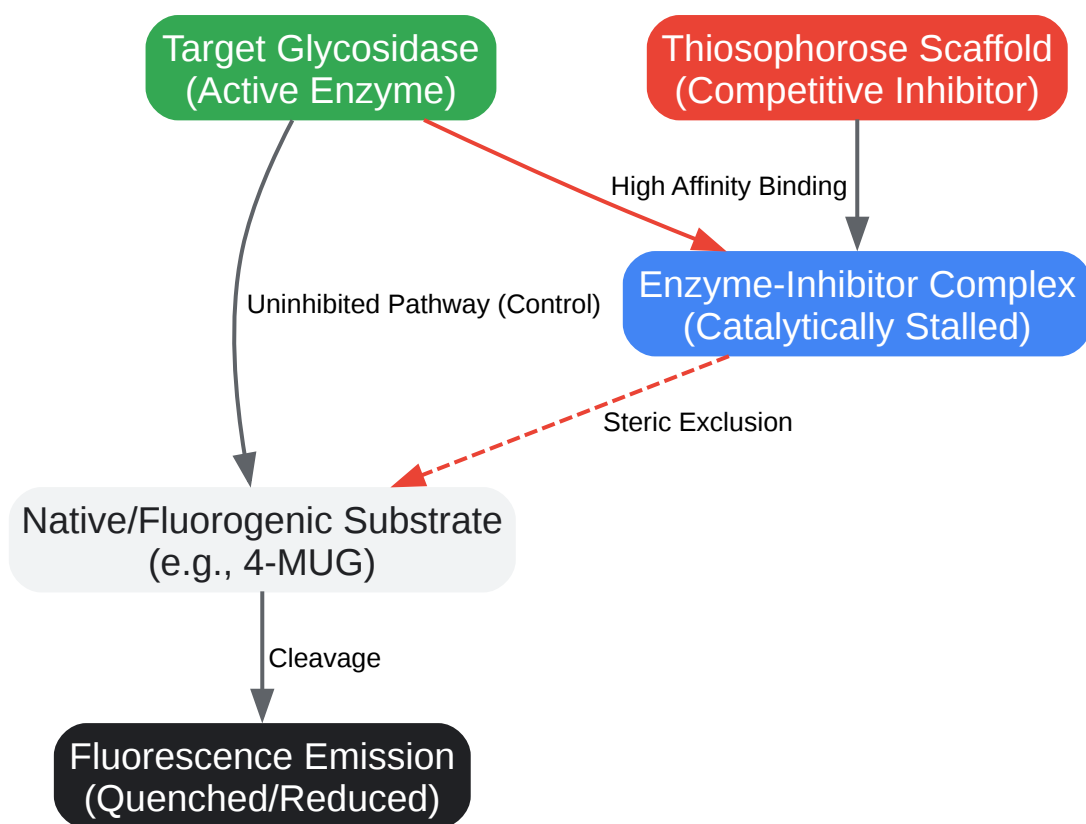 Target Glycosidase
(Active Enzyme)
Thiosophorose Scaffold
(Competitive Inhibitor)
High Affinity Binding
Enzyme-Inhibitor Complex
(Catalytically Stalled)
Uninhibited Pathway (Control)
Steric Exclusion
Native/Fluorogenic Substrate
(e.g., 4-MUG)
Cleavage
Fluorescence Emission
(Quenched/Reduced)